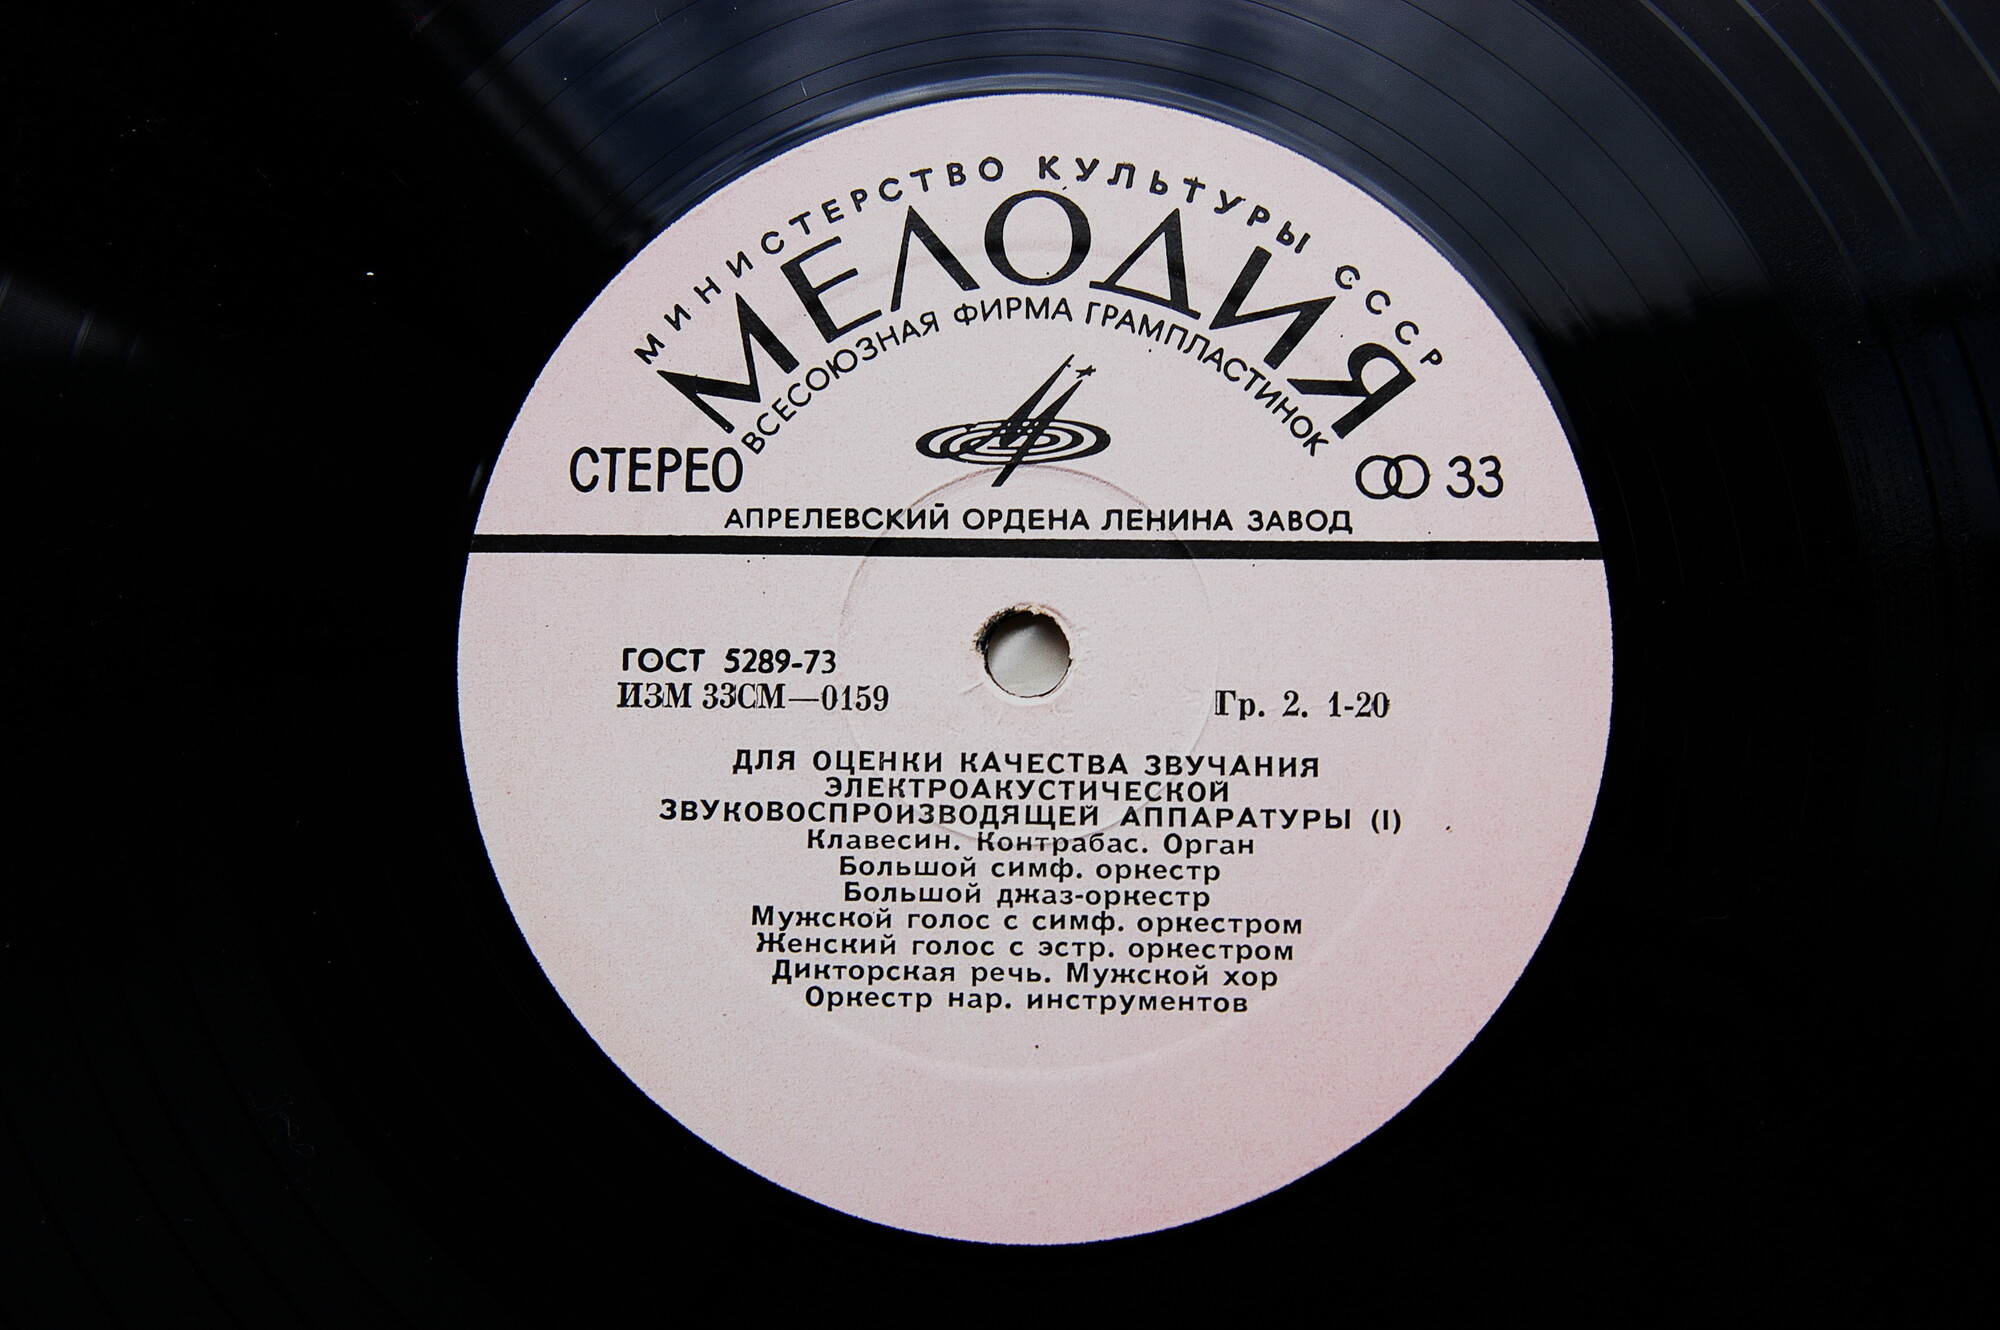 МИНИСТЕРСТВО КУЛЬТУРЫ СССР
МЕЛОДИЯ
ВСЕСОЮЗНАЯ ФИРМА ГРАМПЛАСТИНОК
СТЕРЕО
33
АПРЕЛЕВСКИЙ ОРДЕНА ЛЕНИНА ЗАВОД
ГОСТ 5289-73
ИЗМ 33СМ—0159
Гр. 2. 1-20
ДЛЯ ОЦЕНКИ КАЧЕСТВА ЗВУЧАНИЯ
ЭЛЕКТРОАКУСТИЧЕСКОЙ
ЗВУКОВОСПРОИЗВОДЯЩЕЙ АППАРАТУРЫ (I)
Клавесин. Контрабас. Орган
Большой симф. оркестр
Большой джаз-оркестр
Мужской голос с симф. оркестром
Женский голос с эстр. оркестром
Дикторская речь. Мужской хор
Оркестр нар. инструментов